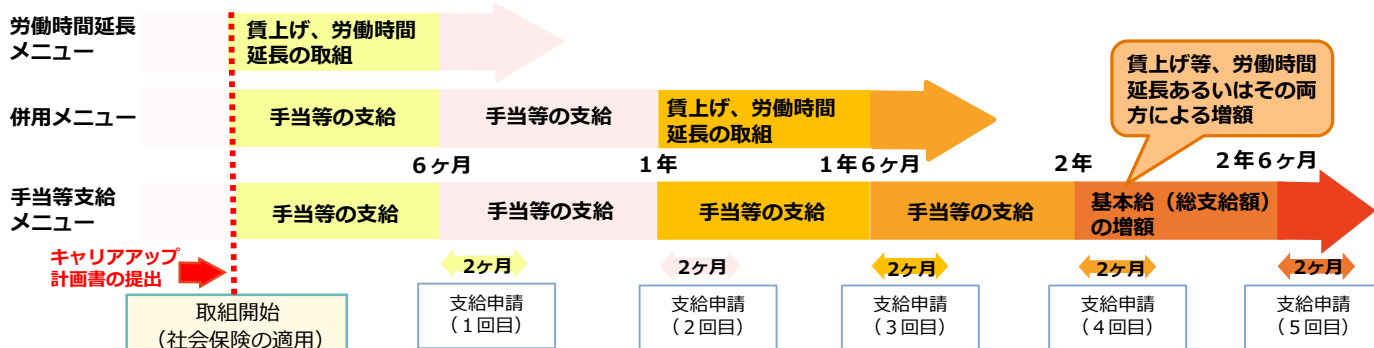 労働時間延長
メニュー
賃上げ、労働時間
延長の取組
賃上げ等、労働時間
延長あるいはその両
方による増額
併用メニュー
手当等の支給
手当等の支給
賃上げ、労働時間
延長の取組
6ヶ月
1年
1年6ヶ月
2年
2年6ヶ月
手当等支給
メニュー
手当等の支給
手当等の支給
手当等の支給
手当等の支給
基本給（総支給額）
の増額
キャリアアップ
計画書の提出
2ヶ月
2ヶ月
2ヶ月
2ヶ月
2ヶ月
取組開始
（社会保険の適用）
支給申請
（1回目）
支給申請
（2回目）
支給申請
（3回目）
支給申請
（4回目）
支給申請
（5回目）